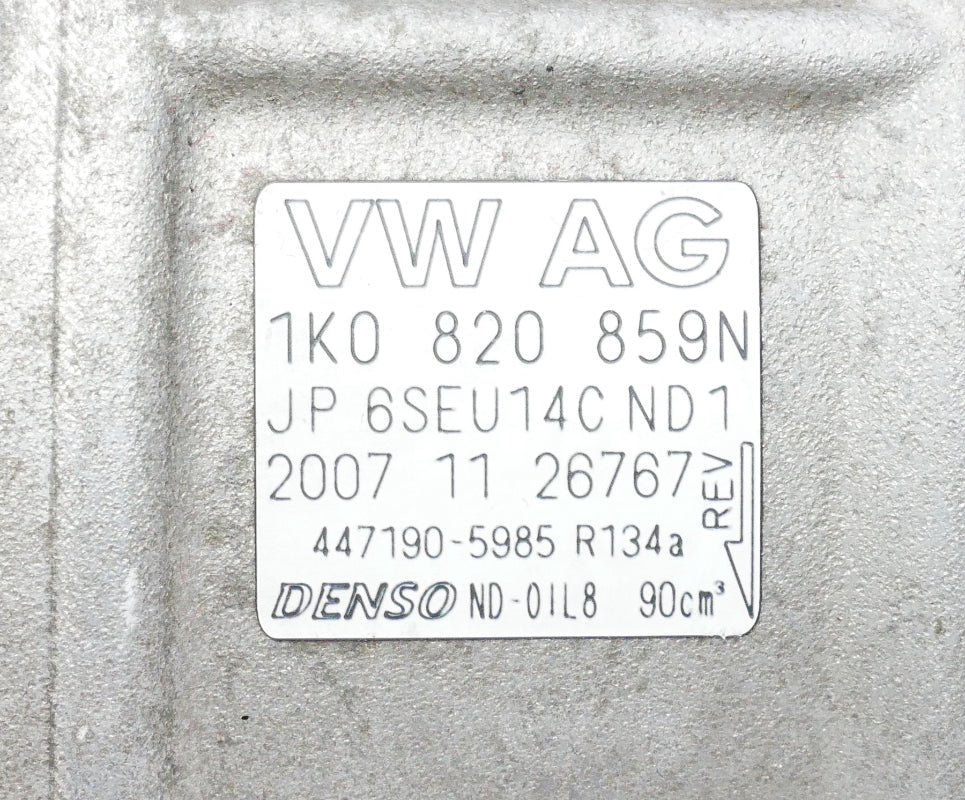 VW AG
1K0 820 859N
JP 6SEU14C ND1
2007 11 26767
REV
447190-5985 R134a
DENSO ND-OIL8 90cm³